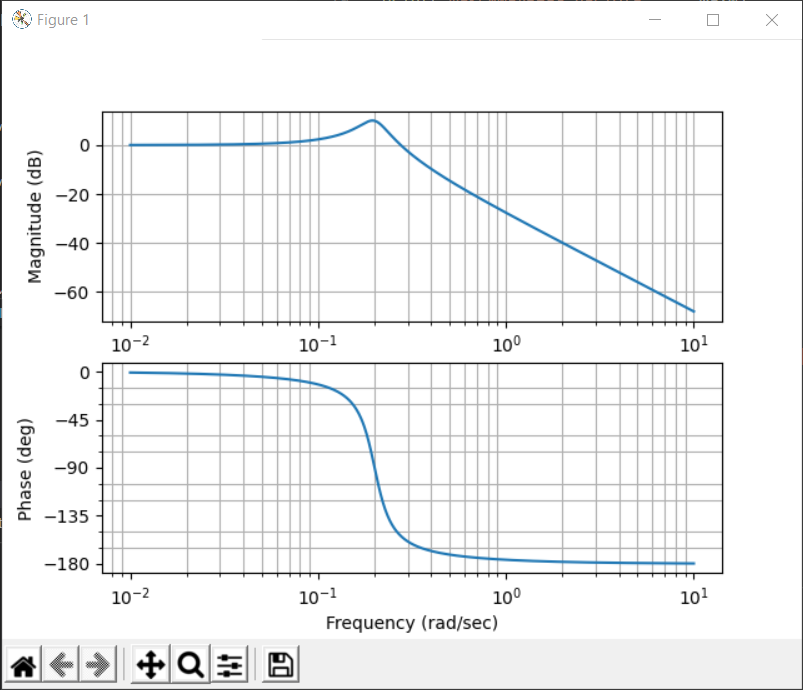 Figure 1
Magnitude (dB)
0
−20
−40
−60
10⁻² 10⁻¹ 10⁰ 10¹
Phase (deg)
0
−45
−90
−135
−180
10⁻² 10⁻¹ 10⁰ 10¹
Frequency (rad/sec)